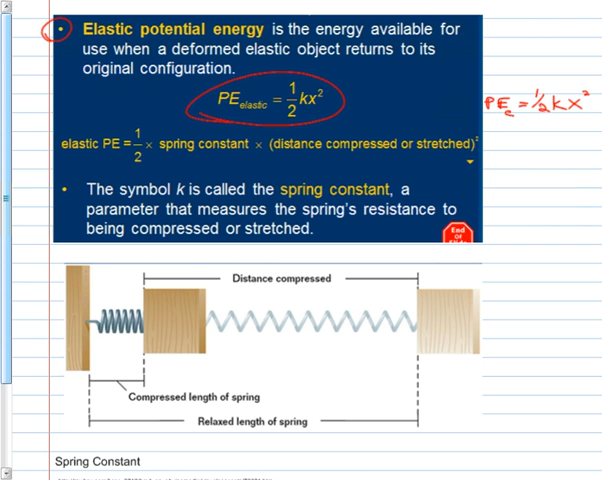 • Elastic potential energy is the energy available for
use when a deformed elastic object returns to its
original configuration.
PE_elastic = 1/2 kx²
PE_e = 1/2 k x²
elastic PE = 1/2 × spring constant × (distance compressed or stretched)²
• The symbol k is called the spring constant, a
parameter that measures the spring's resistance to
being compressed or stretched.
End
Of
Slide
Distance compressed
Compressed length of spring
Relaxed length of spring
Spring Constant